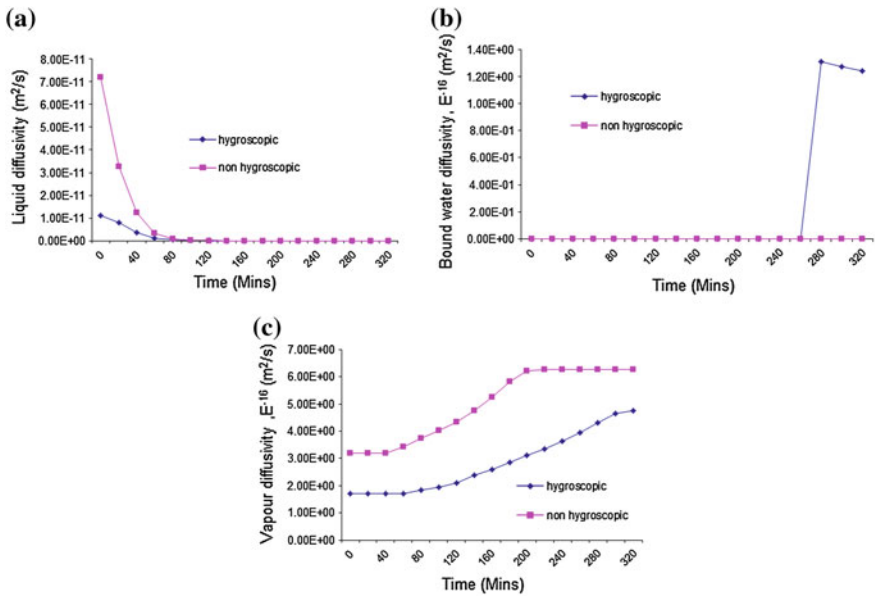 (a)
Liquid diffusivity (m²/s)
8.00E-11
7.00E-11
6.00E-11
5.00E-11
4.00E-11
3.00E-11
2.00E-11
1.00E-11
0.00E+00
hygroscopic
non hygroscopic
0 40 80 120 160 200 240 280 320
Time (Mins)
(b)
Bound water diffusivity, E⁻¹⁶ (m²/s)
1.40E+00
1.20E+00
1.00E+00
8.00E-01
6.00E-01
4.00E-01
2.00E-01
0.00E+00
hygroscopic
non hygroscopic
0 40 80 120 160 200 240 280 320
Time (Mins)
(c)
Vapour diffusivity ,E⁻¹⁶ (m²/s)
7.00E+00
6.00E+00
5.00E+00
4.00E+00
3.00E+00
2.00E+00
1.00E+00
0.00E+00
hygroscopic
non hygroscopic
0 40 80 120 160 200 240 280 320
Time (Mins)